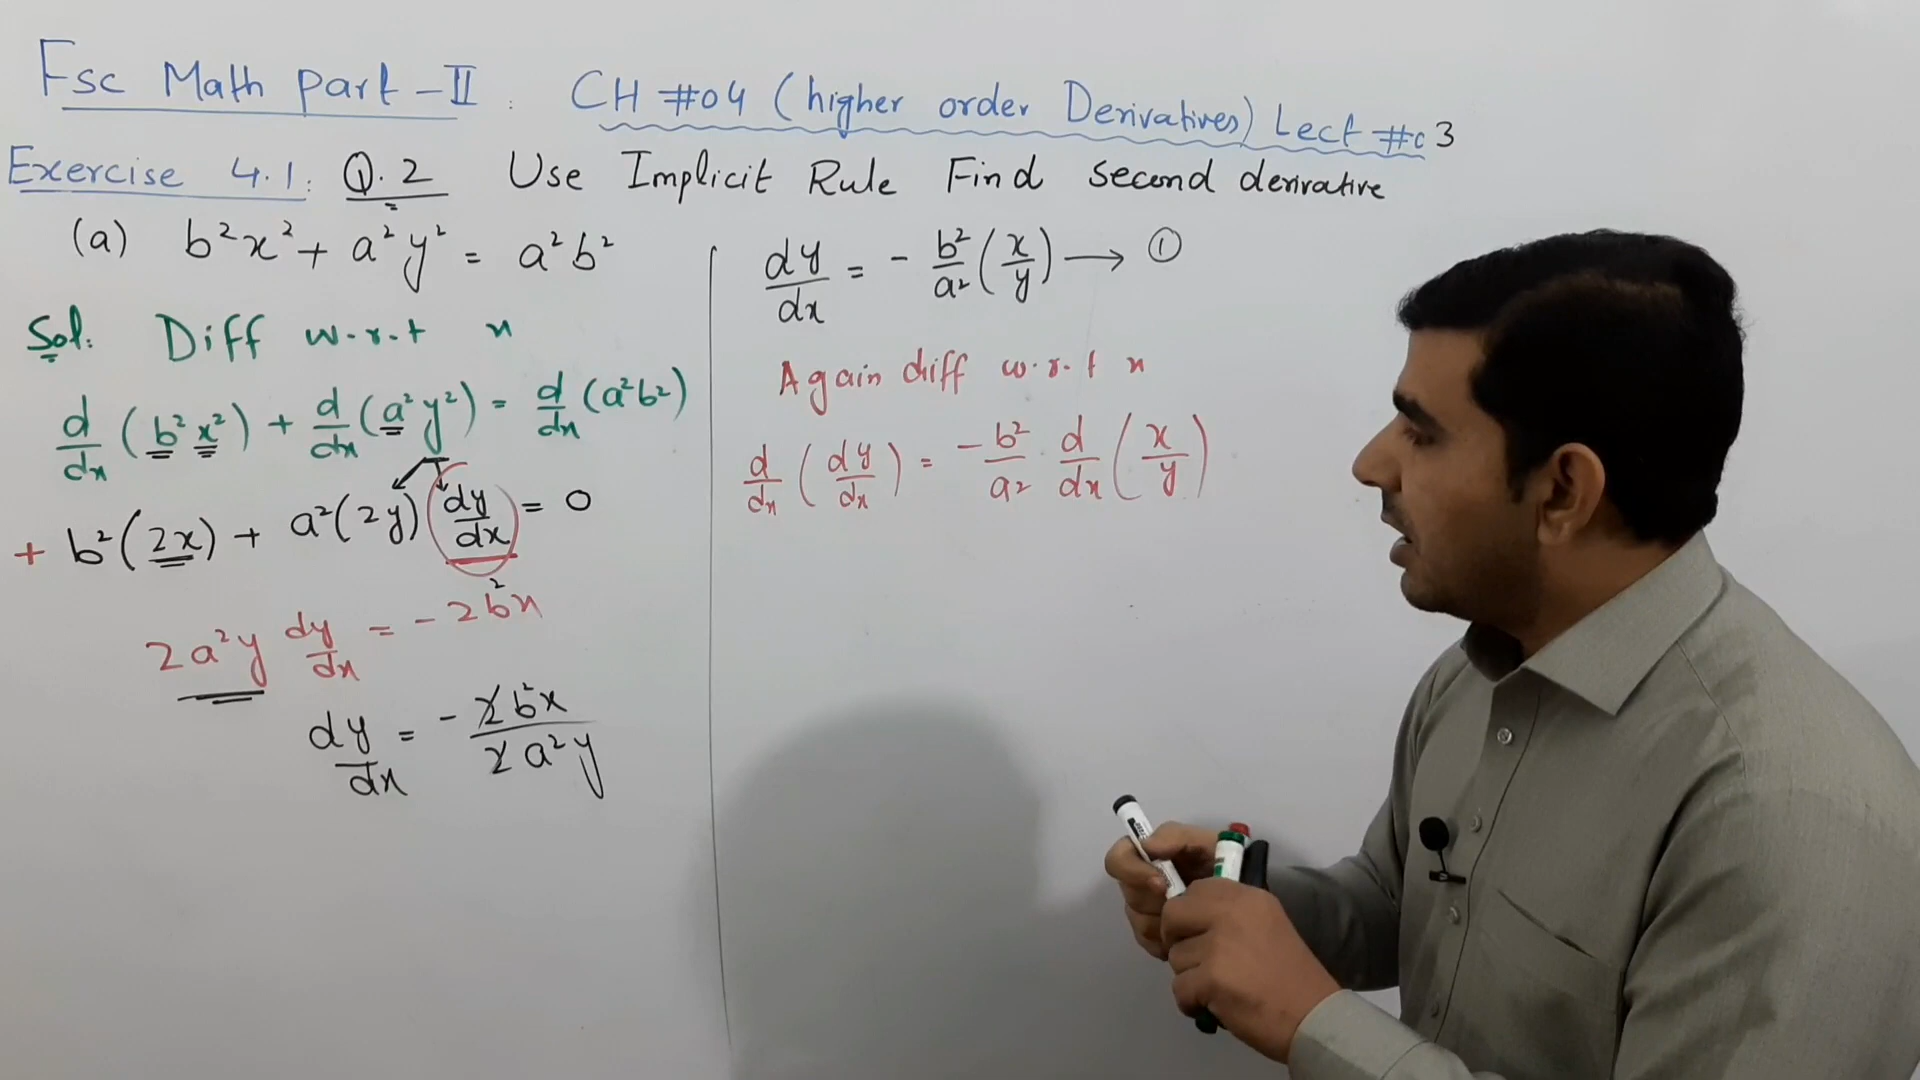 Fsc Math part-II : CH #04 (higher order Derivatives) Lect #03
Exercise 4.1: Q.2 Use Implicit Rule Find second derivative
(a) b²x² + a²y² = a²b²
Sol: Diff w.r.t x
d/dx (b²x²) + d/dx (a²y²) = d/dx (a²b²)
+ b²(2x) + a²(2y) (dy/dx) = 0
2a²y dy/dx = -2b²x
dy/dx = - 2b²x / 2a²y
dy/dx = - b²/a² (x/y) → ①
Again diff w.r.t x
d/dx (dy/dx) = -b²/a² · d/dx (x/y)